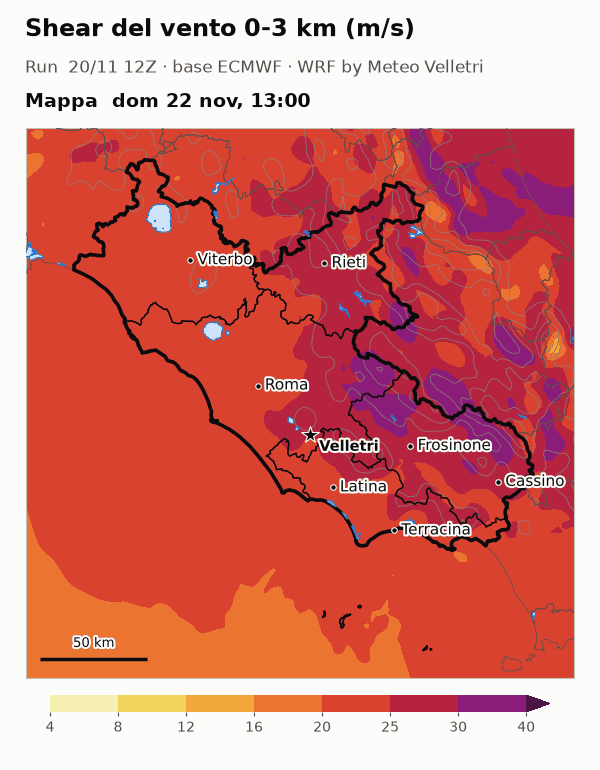 Shear del vento 0-3 km (m/s)
Run  20/11 12Z · base ECMWF · WRF by Meteo Velletri
Mappa  dom 22 nov, 13:00
Viterbo
Rieti
Roma
Velletri
Frosinone
Cassino
Latina
Terracina
50 km
4 8 12 16 20 25 30 40